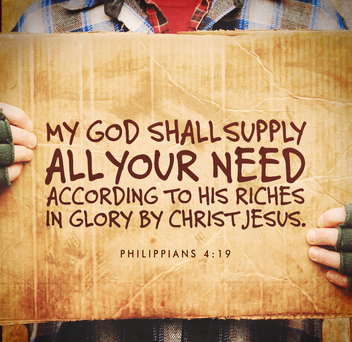 MY GOD SHALL SUPPLY
ALL YOUR NEED
ACCORDING TO HIS RICHES
IN GLORY BY CHRIST JESUS.
PHILIPPIANS 4:19